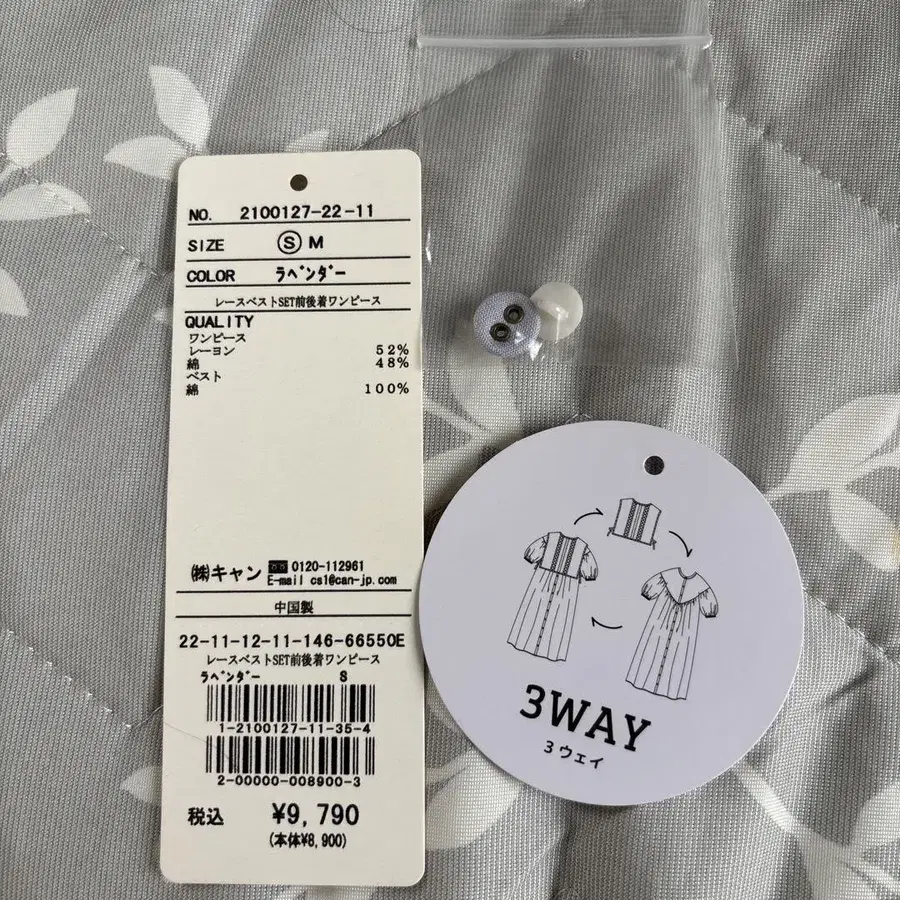 NO. 2100127-22-11
SIZE Ⓢ M
COLOR ﾗﾍﾞﾝﾀﾞｰ
レースベストSET前後着ワンピース
QUALITY
ワンピース
レーヨン 52%
綿 48%
ベスト
綿 100%
㈱キャン 0120-112961
E-mail cs1@can-jp.com
中国製
22-11-12-11-146-66550E
レースベストSET前後着ワンピース
ﾗﾍﾞﾝﾀﾞｰ S
1-2100127-11-35-4
2-00000-008900-3
税込 ¥9,790
(本体¥8,900)
3WAY
3ウェイ